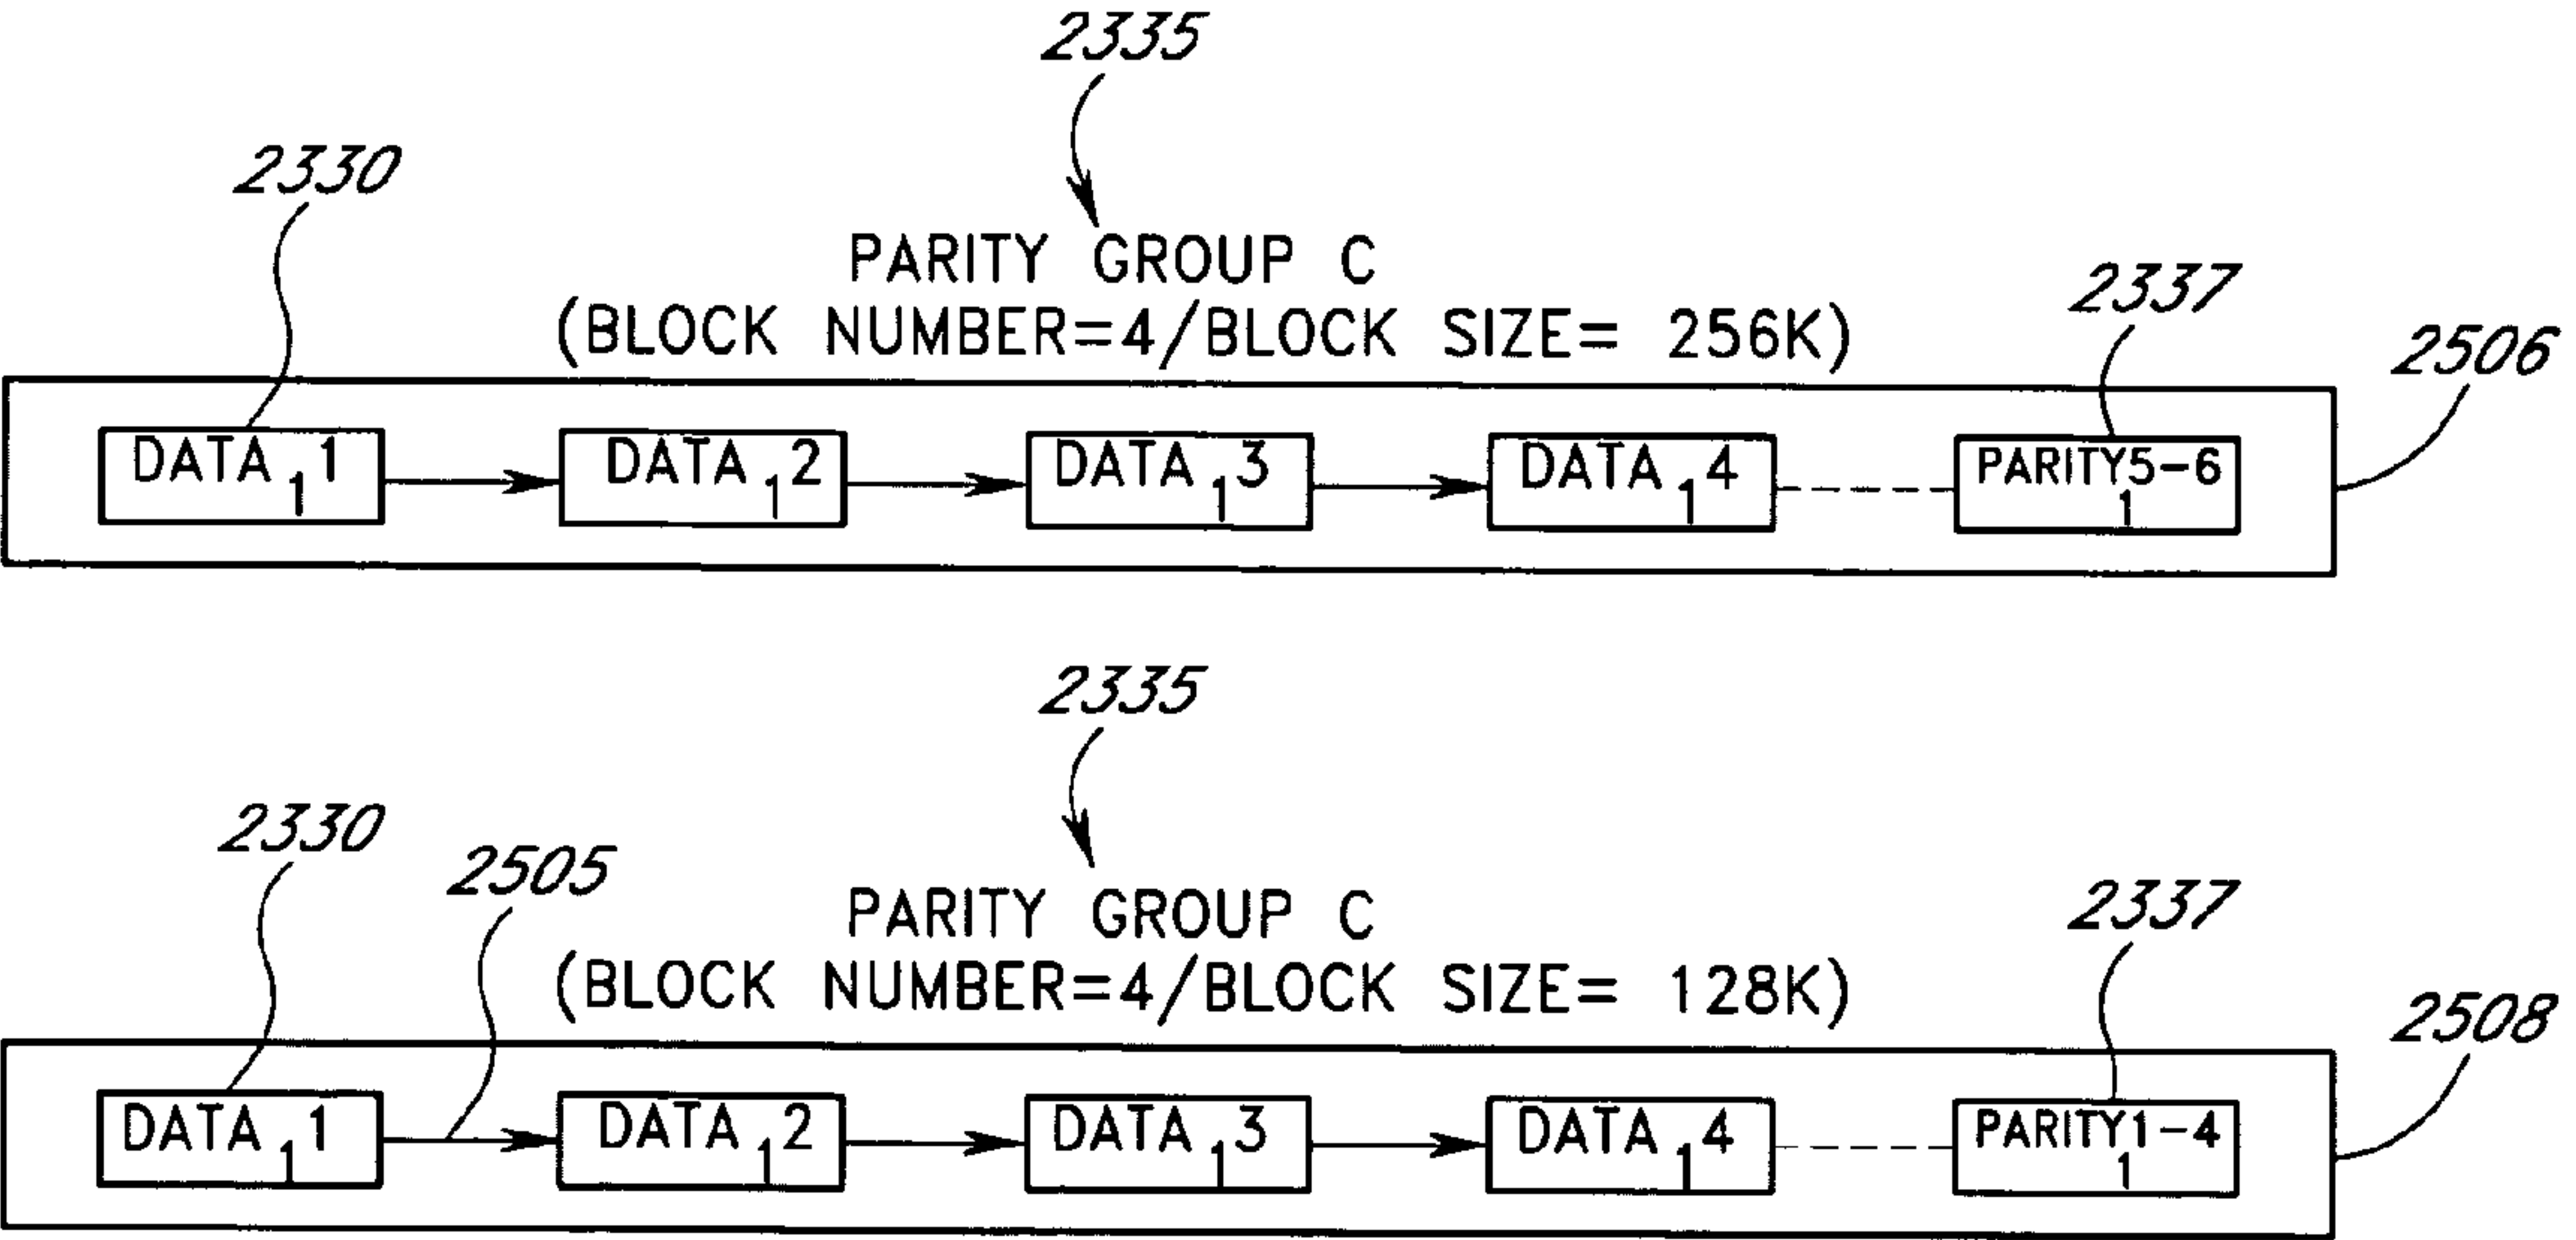 2335
2330
PARITY GROUP C
2337
(BLOCK NUMBER=4/BLOCK SIZE= 256K)
2506
DATA 1 1
DATA 1 2
DATA 1 3
DATA 1 4
PARITY5-6
1
2335
2330
2505
PARITY GROUP C
2337
(BLOCK NUMBER=4/BLOCK SIZE= 128K)
2508
DATA 1 1
DATA 1 2
DATA 1 3
DATA 1 4
PARITY1-4
1